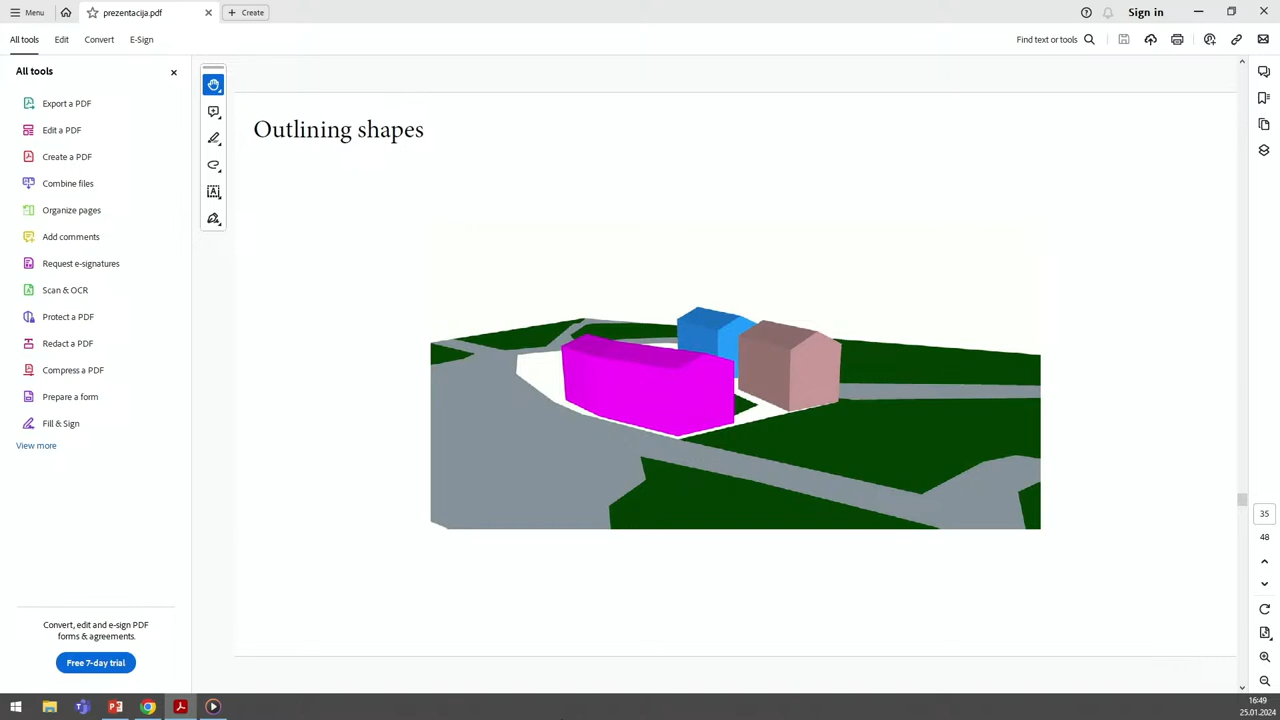 Menu
prezentacija.pdf
Create
Sign in
All tools
Edit
Convert
E-Sign
Find text or tools
All tools
Export a PDF
Edit a PDF
Create a PDF
Combine files
Organize pages
Add comments
Request e-signatures
Scan & OCR
Protect a PDF
Redact a PDF
Compress a PDF
Prepare a form
Fill & Sign
View more
Convert, edit and e-sign PDF
forms & agreements.
Free 7-day trial
Outlining shapes
35
48
16:49
25.01.2024